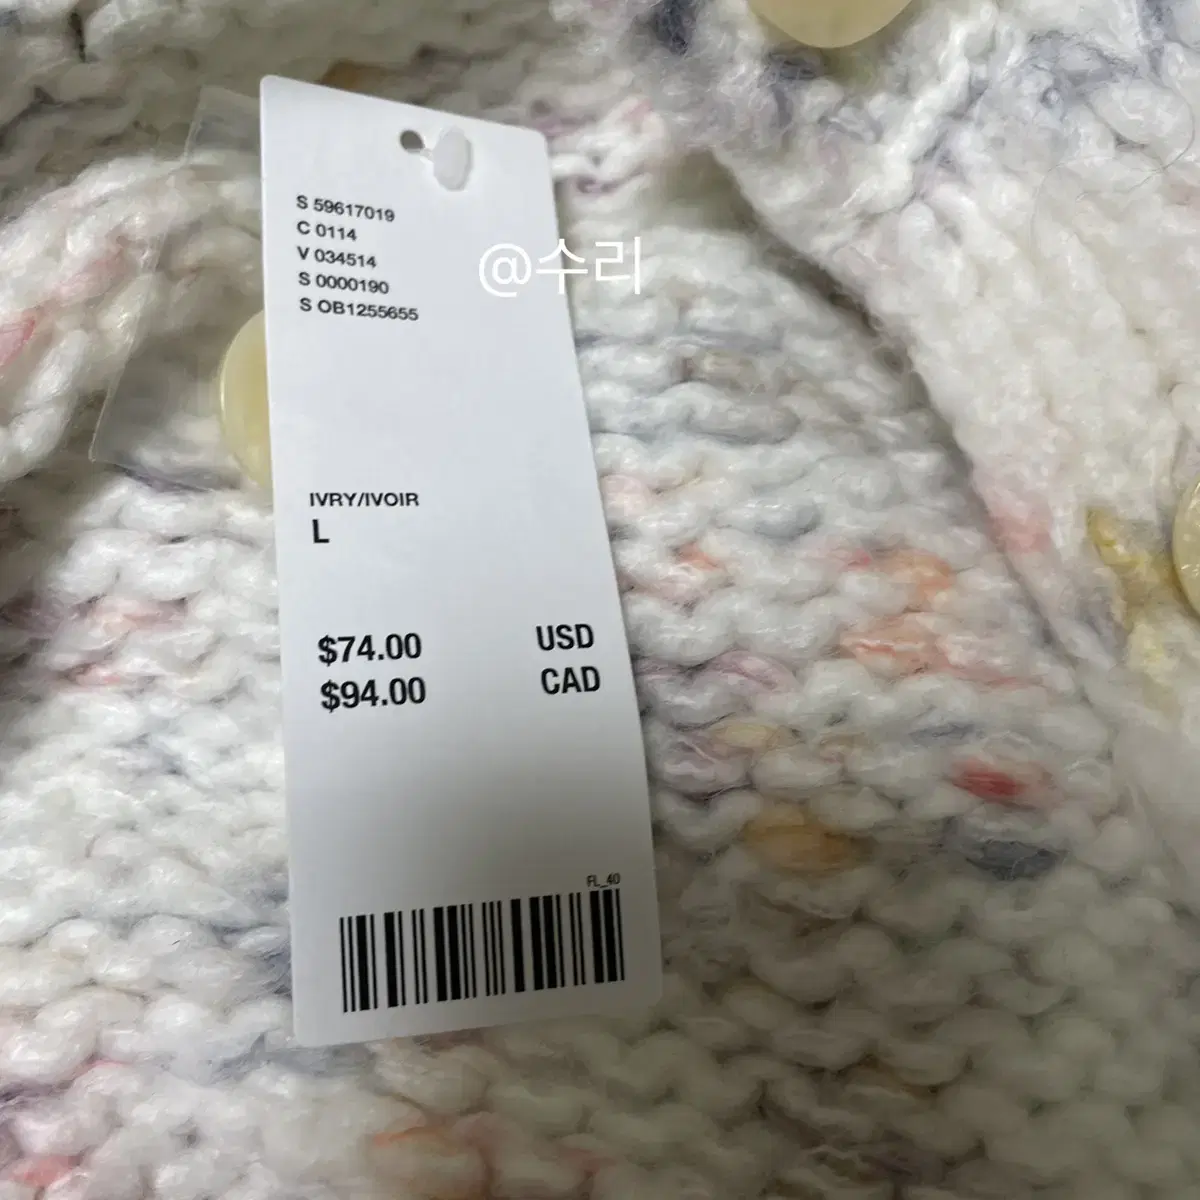 S 59617019
C 0114
V 034514
S 0000190
S OB1255655
@수리
IVRY/IVOIR
L
$74.00 USD
$94.00 CAD
FL_40